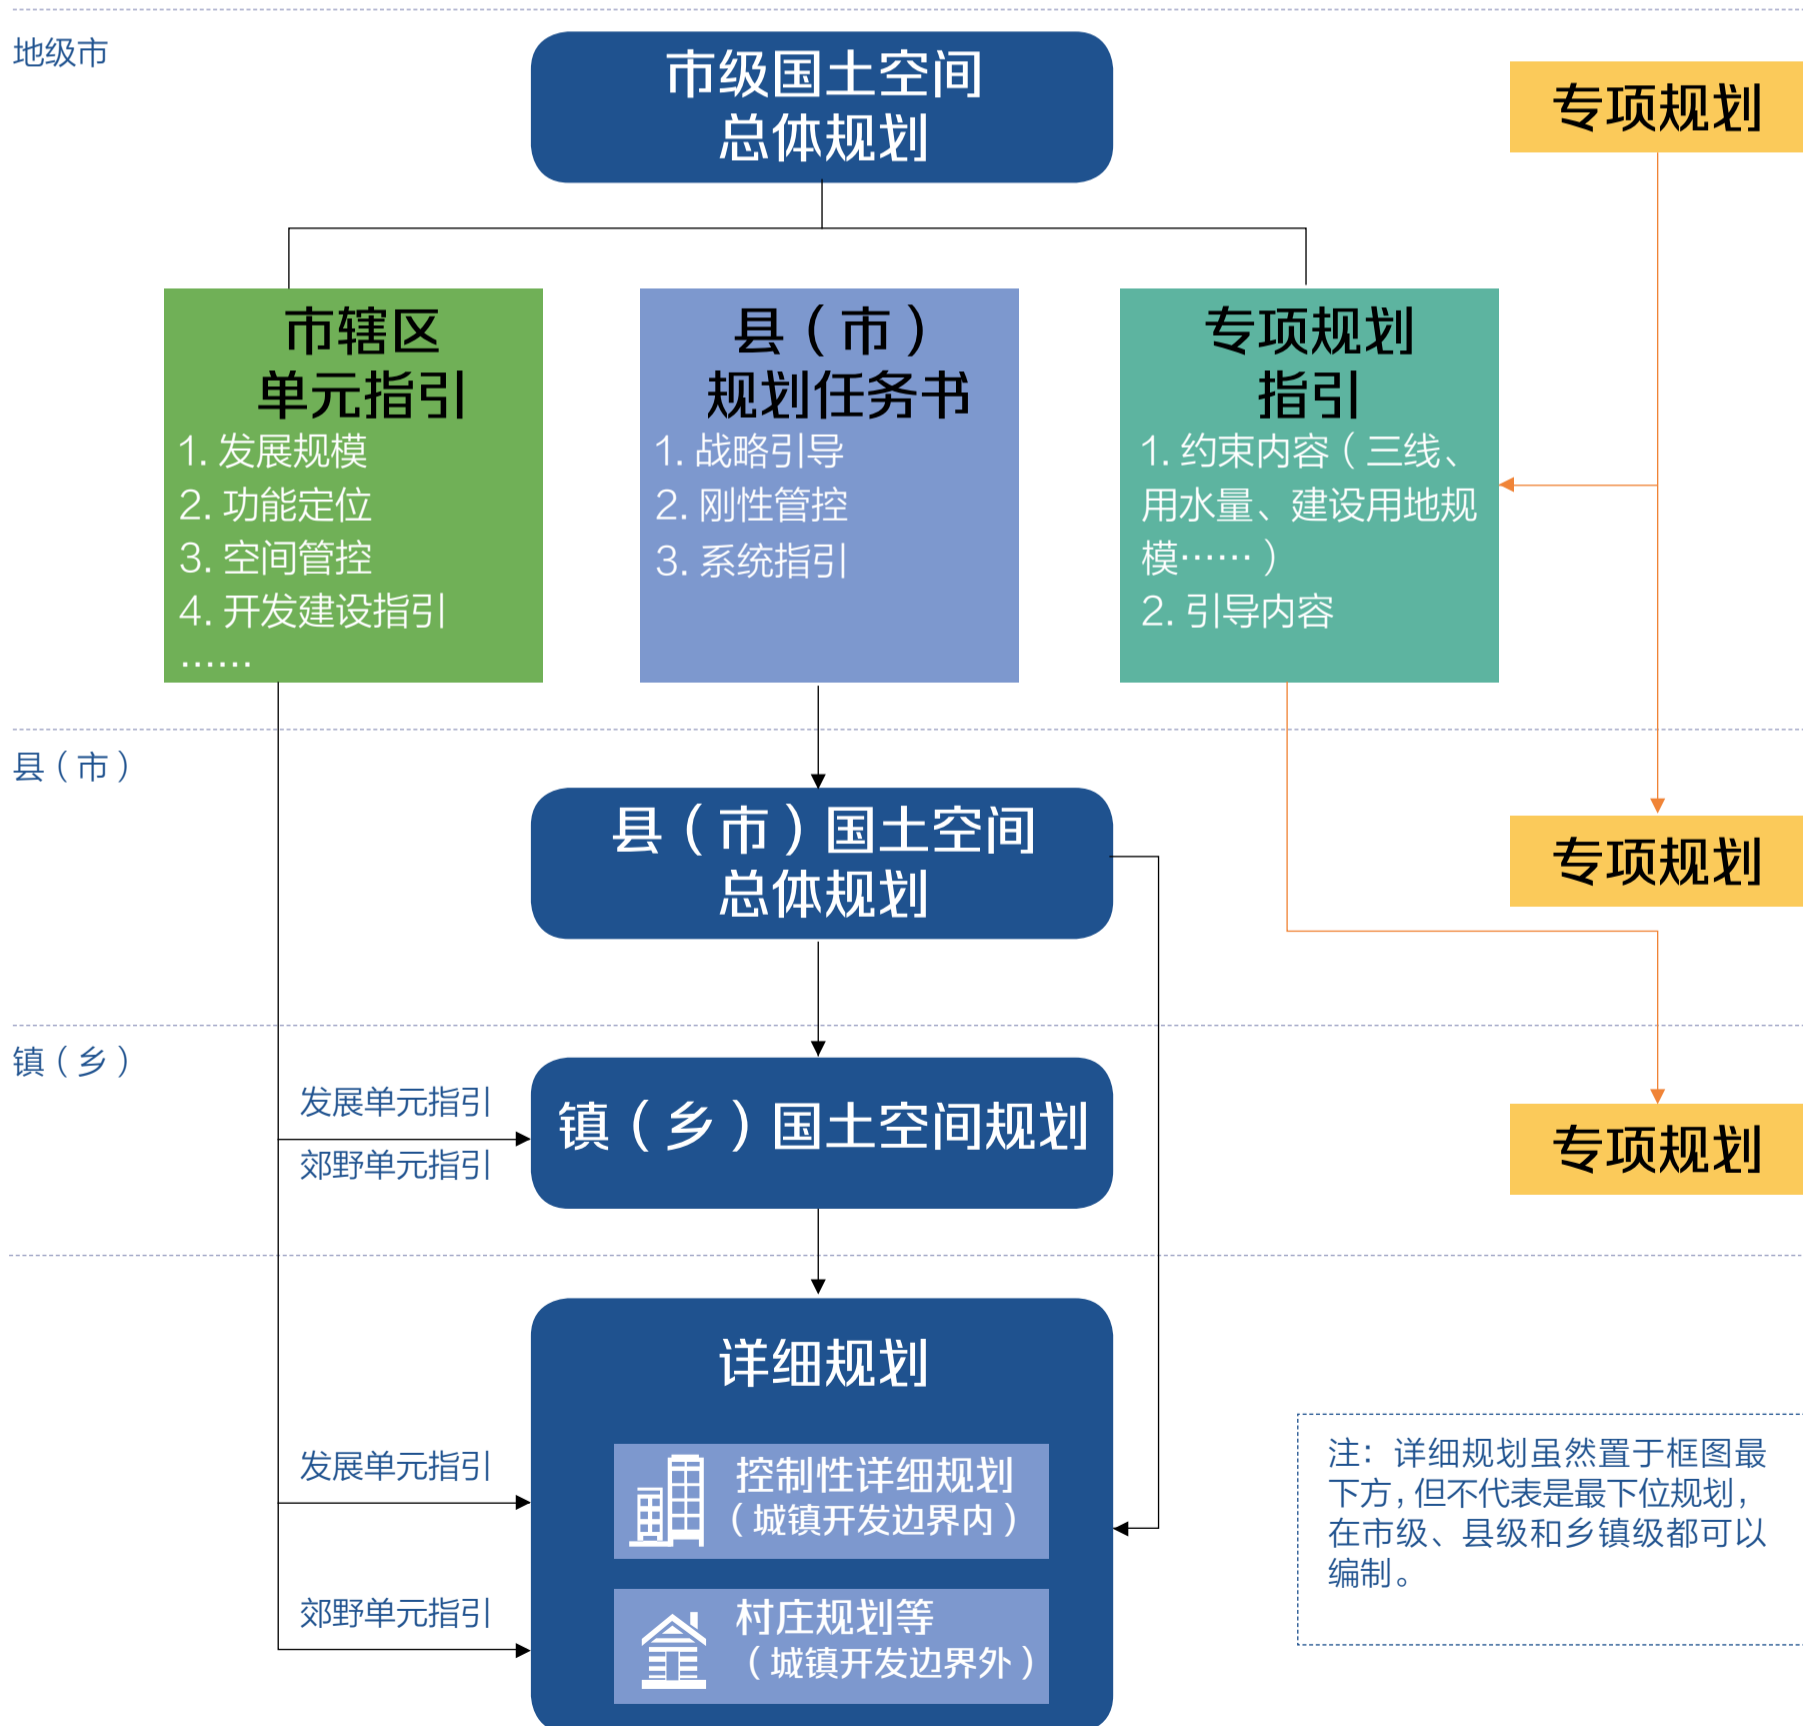 地级市
市级国土空间
总体规划
专项规划
市辖区
单元指引
1. 发展规模
2. 功能定位
3. 空间管控
4. 开发建设指引
……
县（市）
规划任务书
1. 战略引导
2. 刚性管控
3. 系统指引
专项规划
指引
1. 约束内容（三线、
用水量、建设用地规
模……）
2. 引导内容
县（市）
县（市）国土空间
总体规划
专项规划
镇（乡）
发展单元指引
郊野单元指引
镇（乡）国土空间规划
专项规划
详细规划
发展单元指引
控制性详细规划
（城镇开发边界内）
郊野单元指引
村庄规划等
（城镇开发边界外）
注：详细规划虽然置于框图最
下方，但不代表是最下位规划，
在市级、县级和乡镇级都可以
编制。